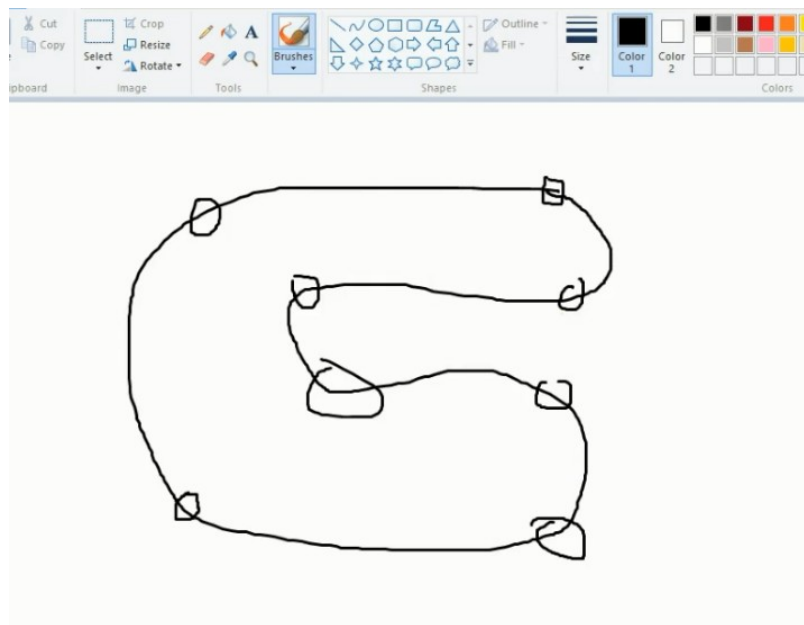 Cut
Copy
Select
Crop
Resize
Rotate
A
Brushes
Outline
Fill
Size
Color 1
Color 2
Image
Tools
Shapes
Colors